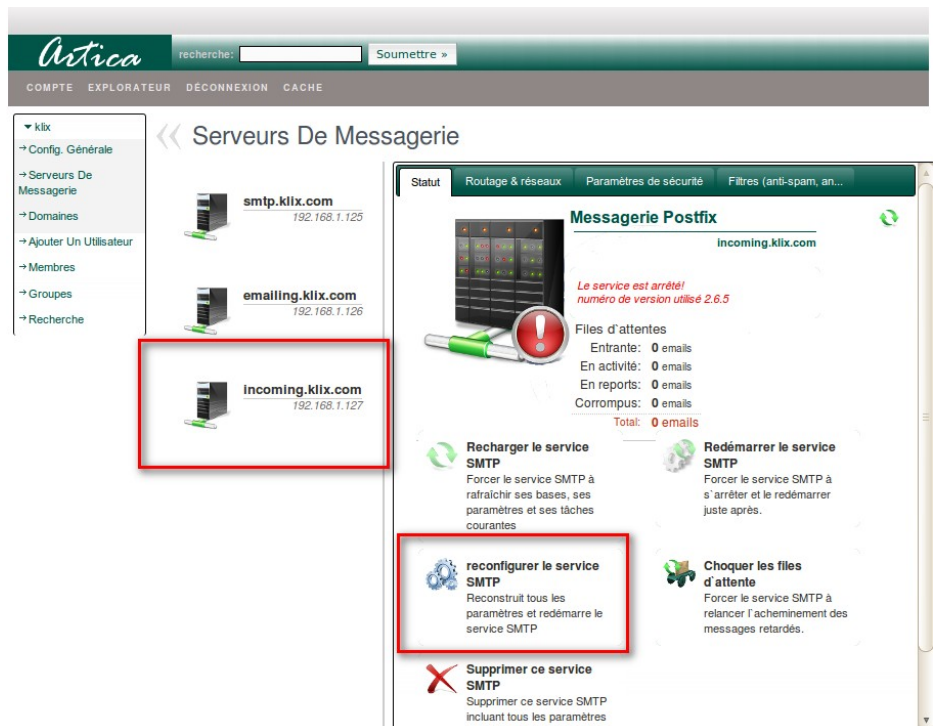 Artica
recherche:
Soumettre »
COMPTE EXPLORATEUR DÉCONNEXION CACHE
klix
Config. Générale
Serveurs De
Messagerie
Domaines
Ajouter Un Utilisateur
Membres
Groupes
Recherche
Serveurs De Messagerie
smtp.klix.com
192.168.1.125
emailing.klix.com
192.168.1.126
incoming.klix.com
192.168.1.127
Statut
Routage & réseaux
Paramètres de sécurité
Filtres (anti-spam, an...
Messagerie Postfix
incoming.klix.com
Le service est arrêté!
numéro de version utilisé 2.6.5
Files d`attentes
Entrante: 0 emails
En activité: 0 emails
En reports: 0 emails
Corrompus: 0 emails
Total: 0 emails
Recharger le service
SMTP
Forcer le service SMTP à
rafraîchir ses bases, ses
paramètres et ses tâches
courantes
Redémarrer le service
SMTP
Forcer le service SMTP à
s`arrêter et le redémarrer
juste après.
reconfigurer le service
SMTP
Reconstruit tous les
paramètres et redémarre le
service SMTP
Choquer les files
d`attente
Forcer le service SMTP à
relancer l`acheminement des
messages retardés.
Supprimer ce service
SMTP
Supprimer ce service SMTP
incluant tous les paramètres